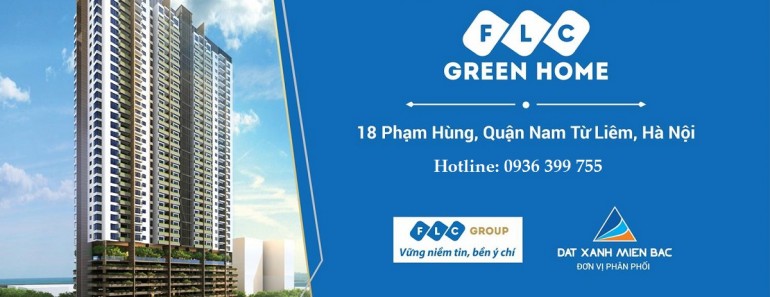 FLC
GREEN HOME
18 Phạm Hùng, Quận Nam Từ Liêm, Hà Nội
Hotline: 0936 399 755
FLC GROUP
Vững niềm tin, bền ý chí
DAT XANH MIEN BAC
ĐƠN VỊ PHÂN PHỐI